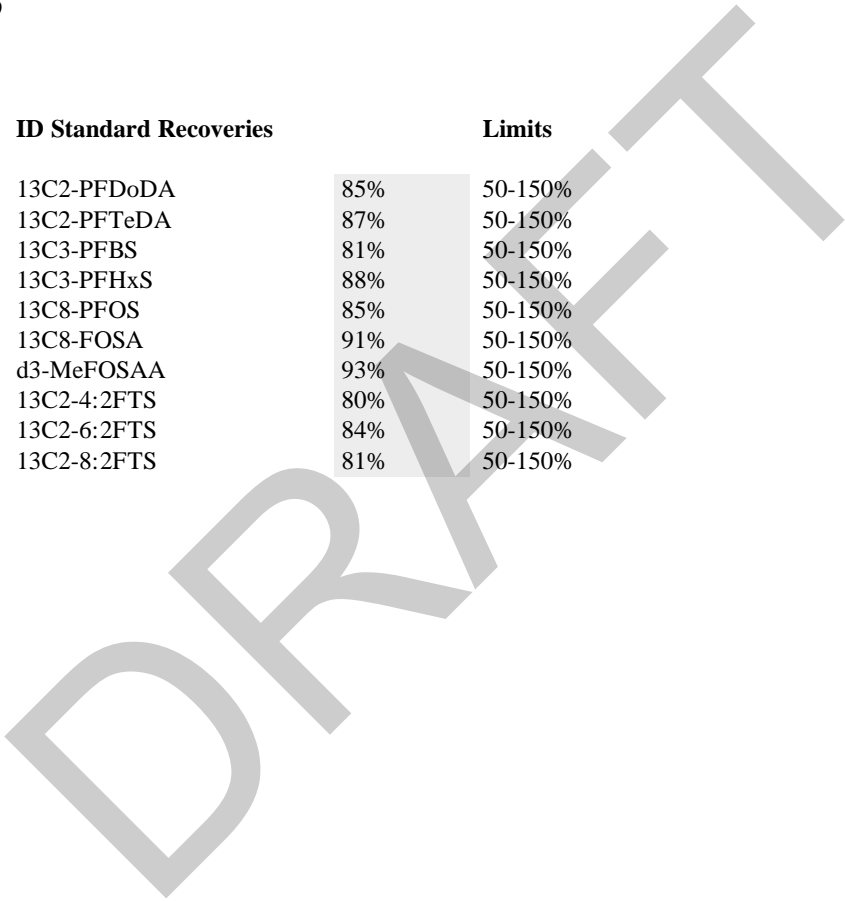 ID Standard Recoveries Limits
13C2-PFDoDA 85% 50-150%
13C2-PFTeDA 87% 50-150%
13C3-PFBS 81% 50-150%
13C3-PFHxS 88% 50-150%
13C8-PFOS 85% 50-150%
13C8-FOSA 91% 50-150%
d3-MeFOSAA 93% 50-150%
13C2-4:2FTS 80% 50-150%
13C2-6:2FTS 84% 50-150%
13C2-8:2FTS 81% 50-150%
DRAFT